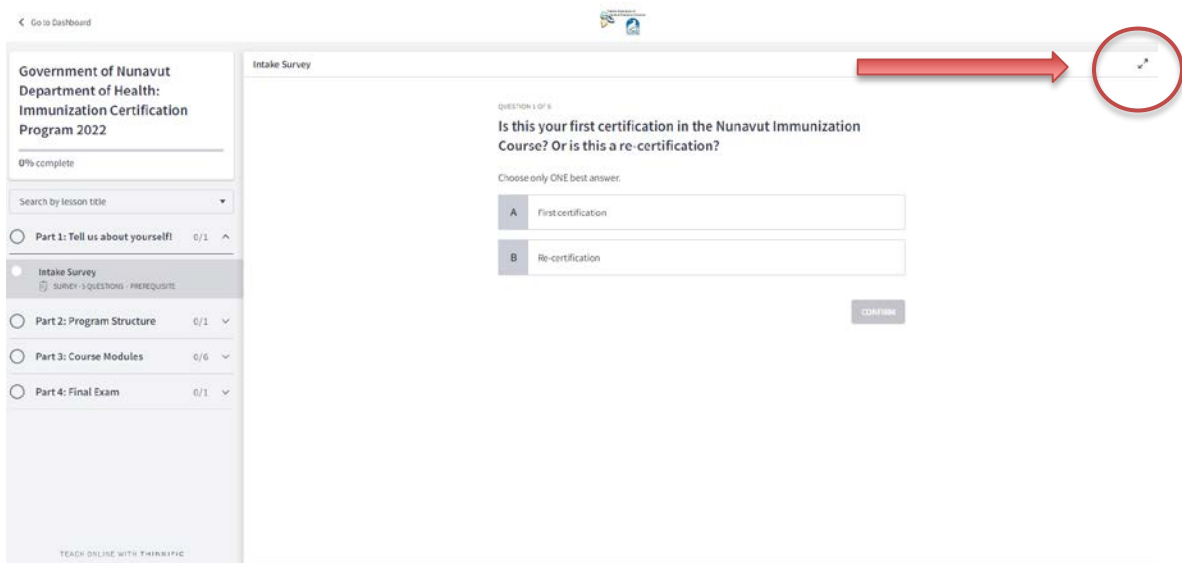 Go to Dashboard
Government of Nunavut
Department of Health:
Immunization Certification
Program 2022
0% complete
Search by lesson title
Part 1: Tell us about yourself! 0/1
Intake Survey
SURVEY · 5 QUESTIONS · PREREQUISITE
Part 2: Program Structure 0/1
Part 3: Course Modules 0/6
Part 4: Final Exam 0/1
TEACH ONLINE WITH THINKIFIC
Intake Survey
QUESTION 1 OF
Is this your first certification in the Nunavut Immunization
Course? Or is this a re-certification?
Choose only ONE best answer.
A First certification
B Re-certification
CONFIRM